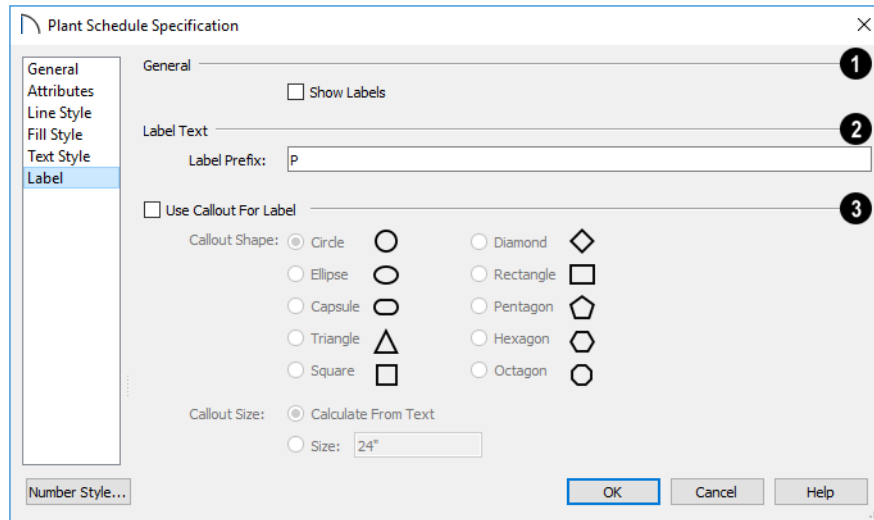 Plant Schedule Specification
General
Attributes
Line Style
Fill Style
Text Style
Label
General 1
Show Labels
Label Text 2
Label Prefix: P
Use Callout For Label 3
Callout Shape: Circle Diamond
Ellipse Rectangle
Capsule Pentagon
Triangle Hexagon
Square Octagon
Callout Size: Calculate From Text
Size: 24"
Number Style... OK Cancel Help